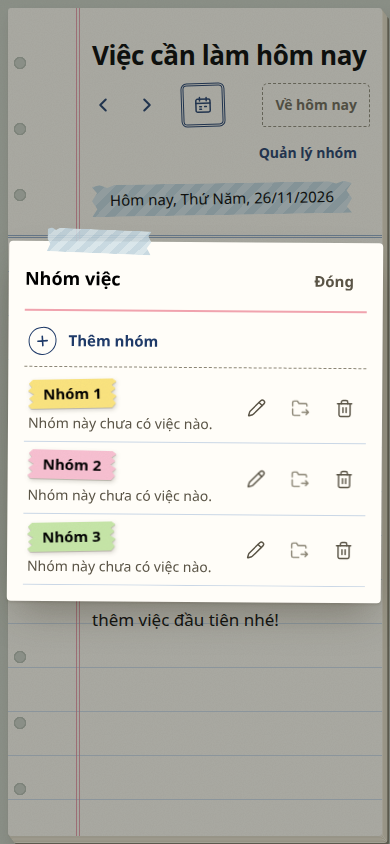 Việc cần làm hôm nay
Về hôm nay
Quản lý nhóm
Hôm nay, Thứ Năm, 26/11/2026
Nhóm việc
Đóng
Thêm nhóm
Nhóm 1
Nhóm này chưa có việc nào.
Nhóm 2
Nhóm này chưa có việc nào.
Nhóm 3
Nhóm này chưa có việc nào.
thêm việc đầu tiên nhé!